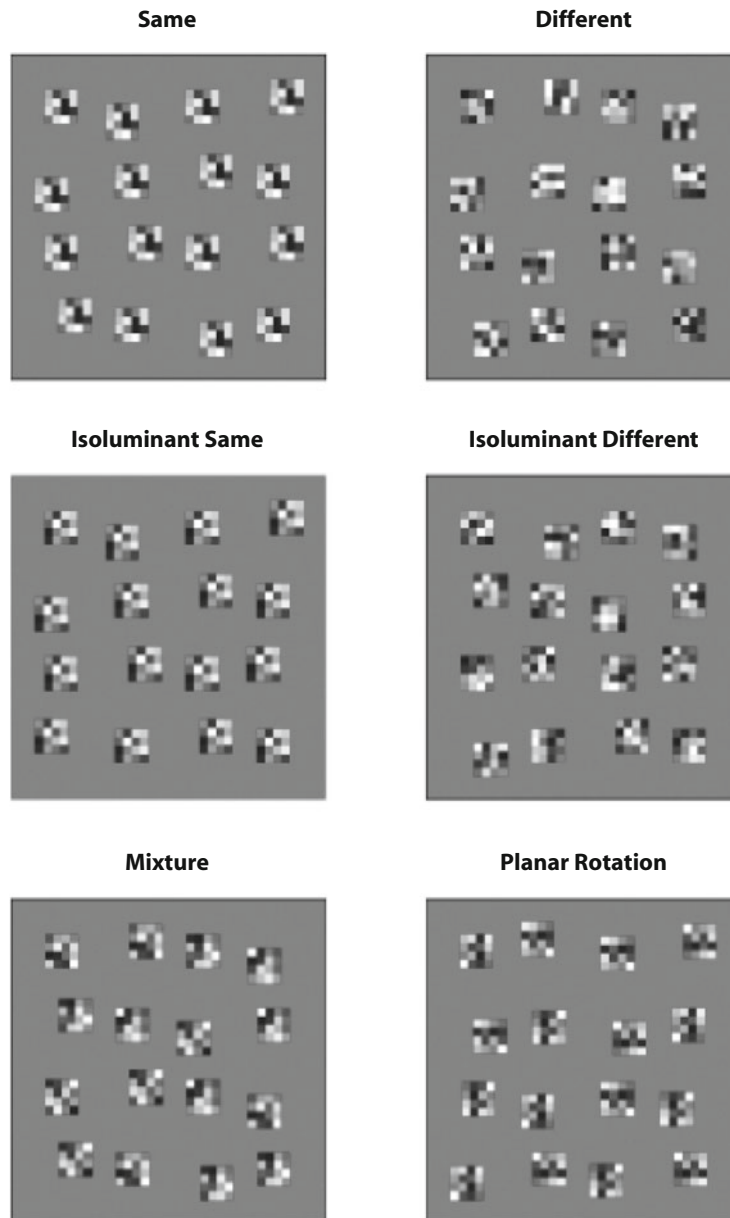 Same
Different
Isoluminant Same
Isoluminant Different
Mixture
Planar Rotation